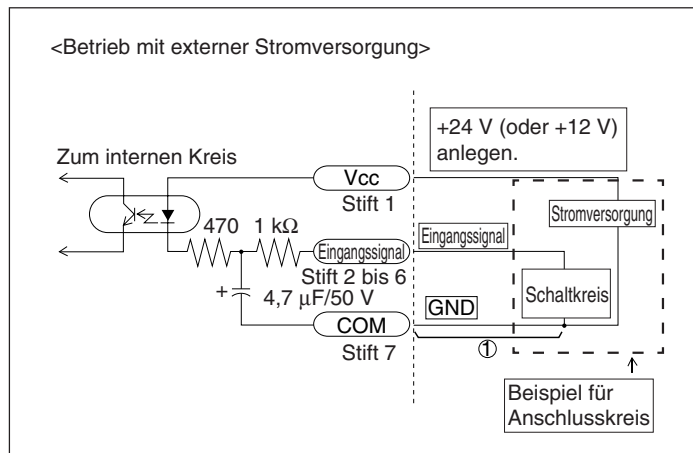 <Betrieb mit externer Stromversorgung>
+24 V (oder +12 V)
anlegen.
Zum internen Kreis
Vcc
Stift 1
Stromversorgung
470
1 kΩ
Eingangssignal
Eingangssignal
Stift 2 bis 6
Schaltkreis
+
4,7 µF/50 V
GND
COM
Stift 7
①
Beispiel für
Anschlusskreis